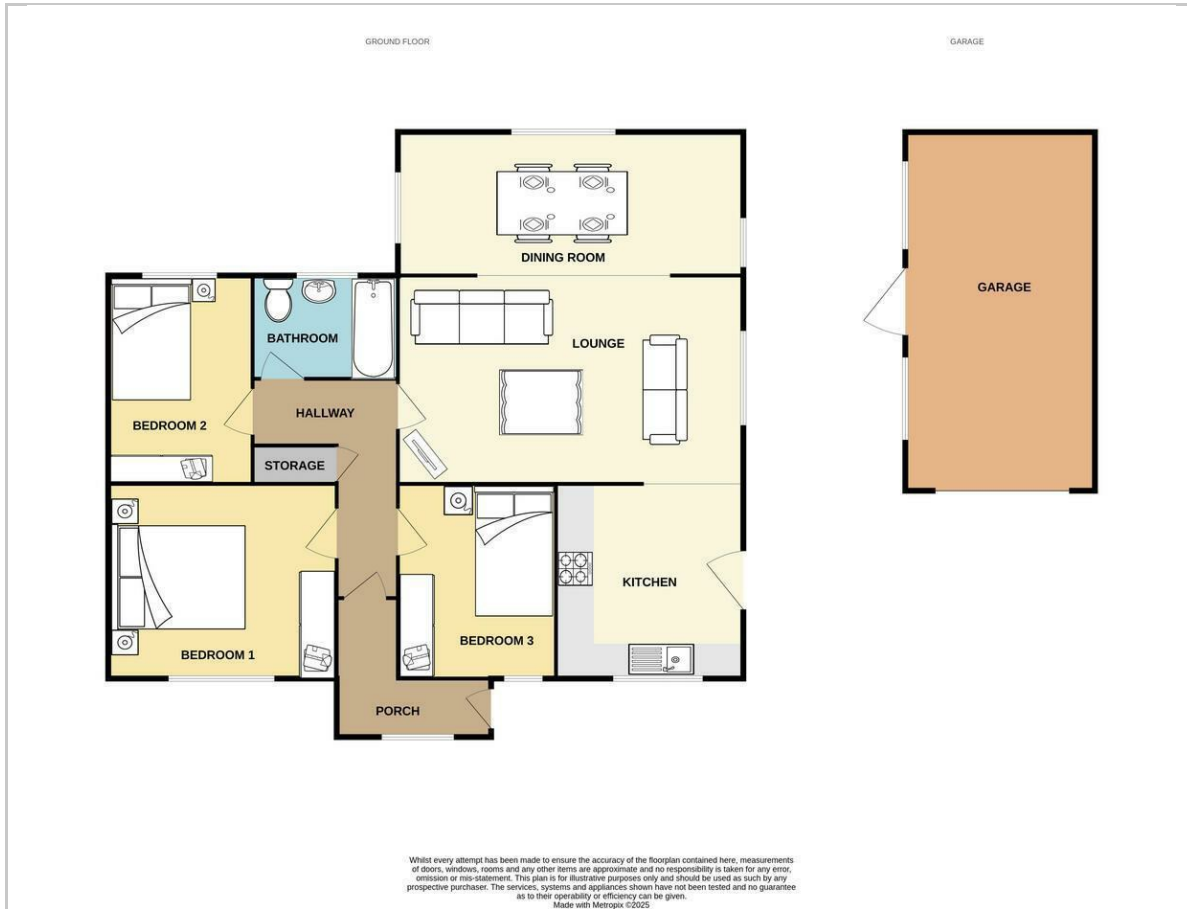 GROUND FLOOR
GARAGE
DINING ROOM
GARAGE
BATHROOM
LOUNGE
HALLWAY
BEDROOM 2
STORAGE
KITCHEN
BEDROOM 3
BEDROOM 1
PORCH
Whilst every attempt has been made to ensure the accuracy of the floorplan contained here, measurements
of doors, windows, rooms and any other items are approximate and no responsibility is taken for any error,
omission or mis-statement. This plan is for illustrative purposes only and should be used as such by any
prospective purchaser. The services, systems and appliances shown have not been tested and no guarantee
as to their operability or efficiency can be given.
Made with Metropix ©2025